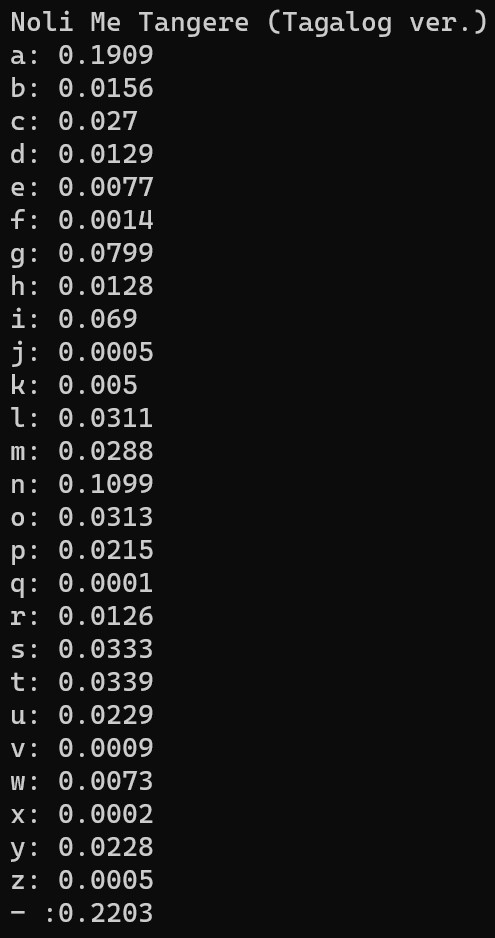 Noli Me Tangere (Tagalog ver.)
a: 0.1909
b: 0.0156
c: 0.027
d: 0.0129
e: 0.0077
f: 0.0014
g: 0.0799
h: 0.0128
i: 0.069
j: 0.0005
k: 0.005
l: 0.0311
m: 0.0288
n: 0.1099
o: 0.0313
p: 0.0215
q: 0.0001
r: 0.0126
s: 0.0333
t: 0.0339
u: 0.0229
v: 0.0009
w: 0.0073
x: 0.0002
y: 0.0228
z: 0.0005
- :0.2203